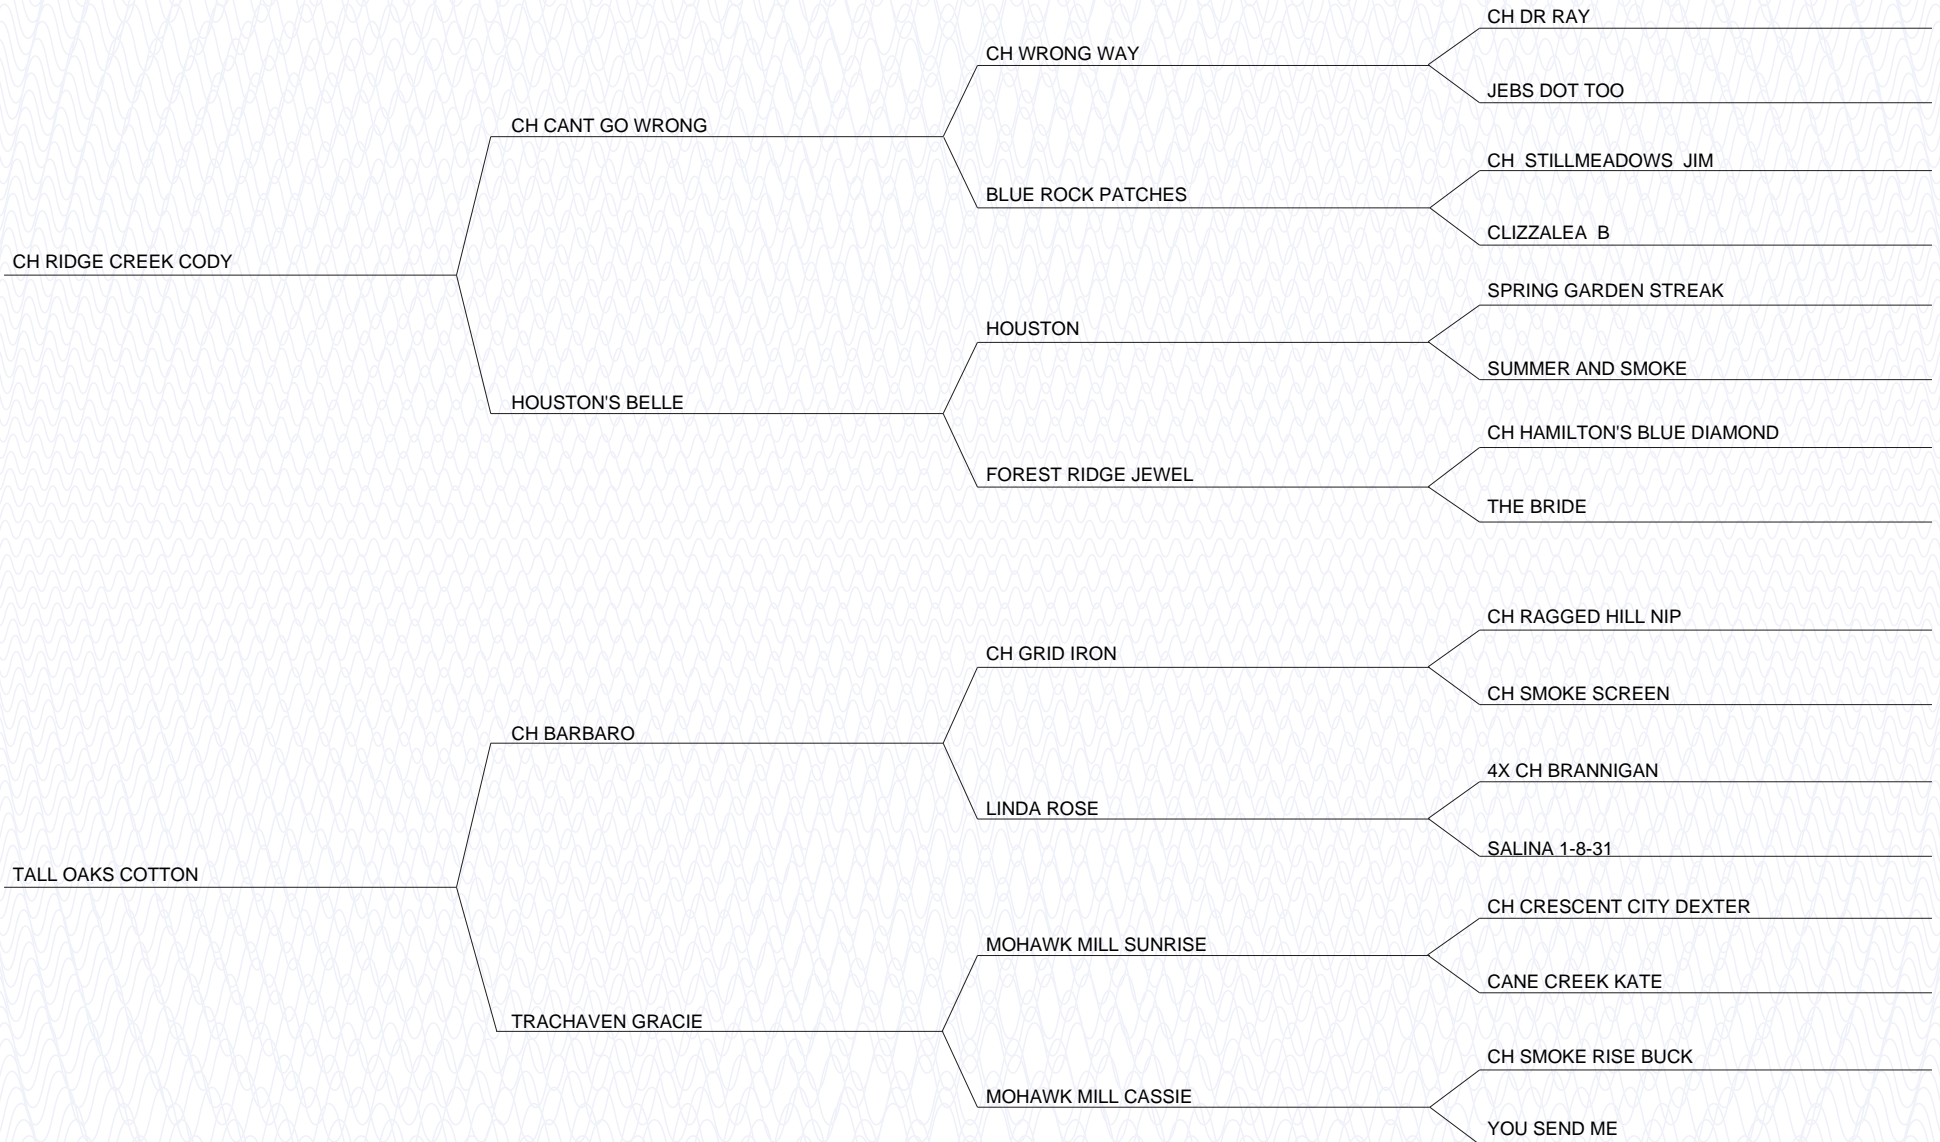 CH DR RAY
CH WRONG WAY
JEBS DOT TOO
CH CANT GO WRONG
CH  STILLMEADOWS  JIM
BLUE ROCK PATCHES
CLIZZALEA  B
CH RIDGE CREEK CODY
SPRING GARDEN STREAK
HOUSTON
SUMMER AND SMOKE
HOUSTON'S BELLE
CH HAMILTON'S BLUE DIAMOND
FOREST RIDGE JEWEL
THE BRIDE
CH RAGGED HILL NIP
CH GRID IRON
CH SMOKE SCREEN
CH BARBARO
4X CH BRANNIGAN
LINDA ROSE
SALINA 1-8-31
TALL OAKS COTTON
CH CRESCENT CITY DEXTER
MOHAWK MILL SUNRISE
CANE CREEK KATE
TRACHAVEN GRACIE
CH SMOKE RISE BUCK
MOHAWK MILL CASSIE
YOU SEND ME